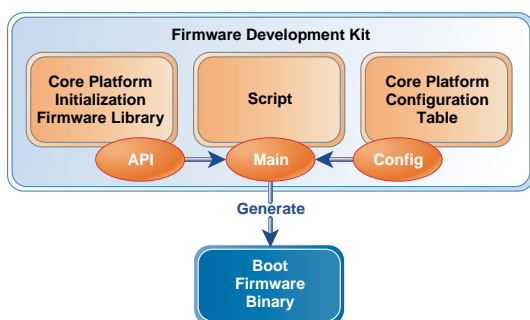 Firmware Development Kit
Core Platform
Initialization
Firmware Library
Script
Core Platform
Configuration
Table
API
Main
Config
Generate
Boot
Firmware
Binary